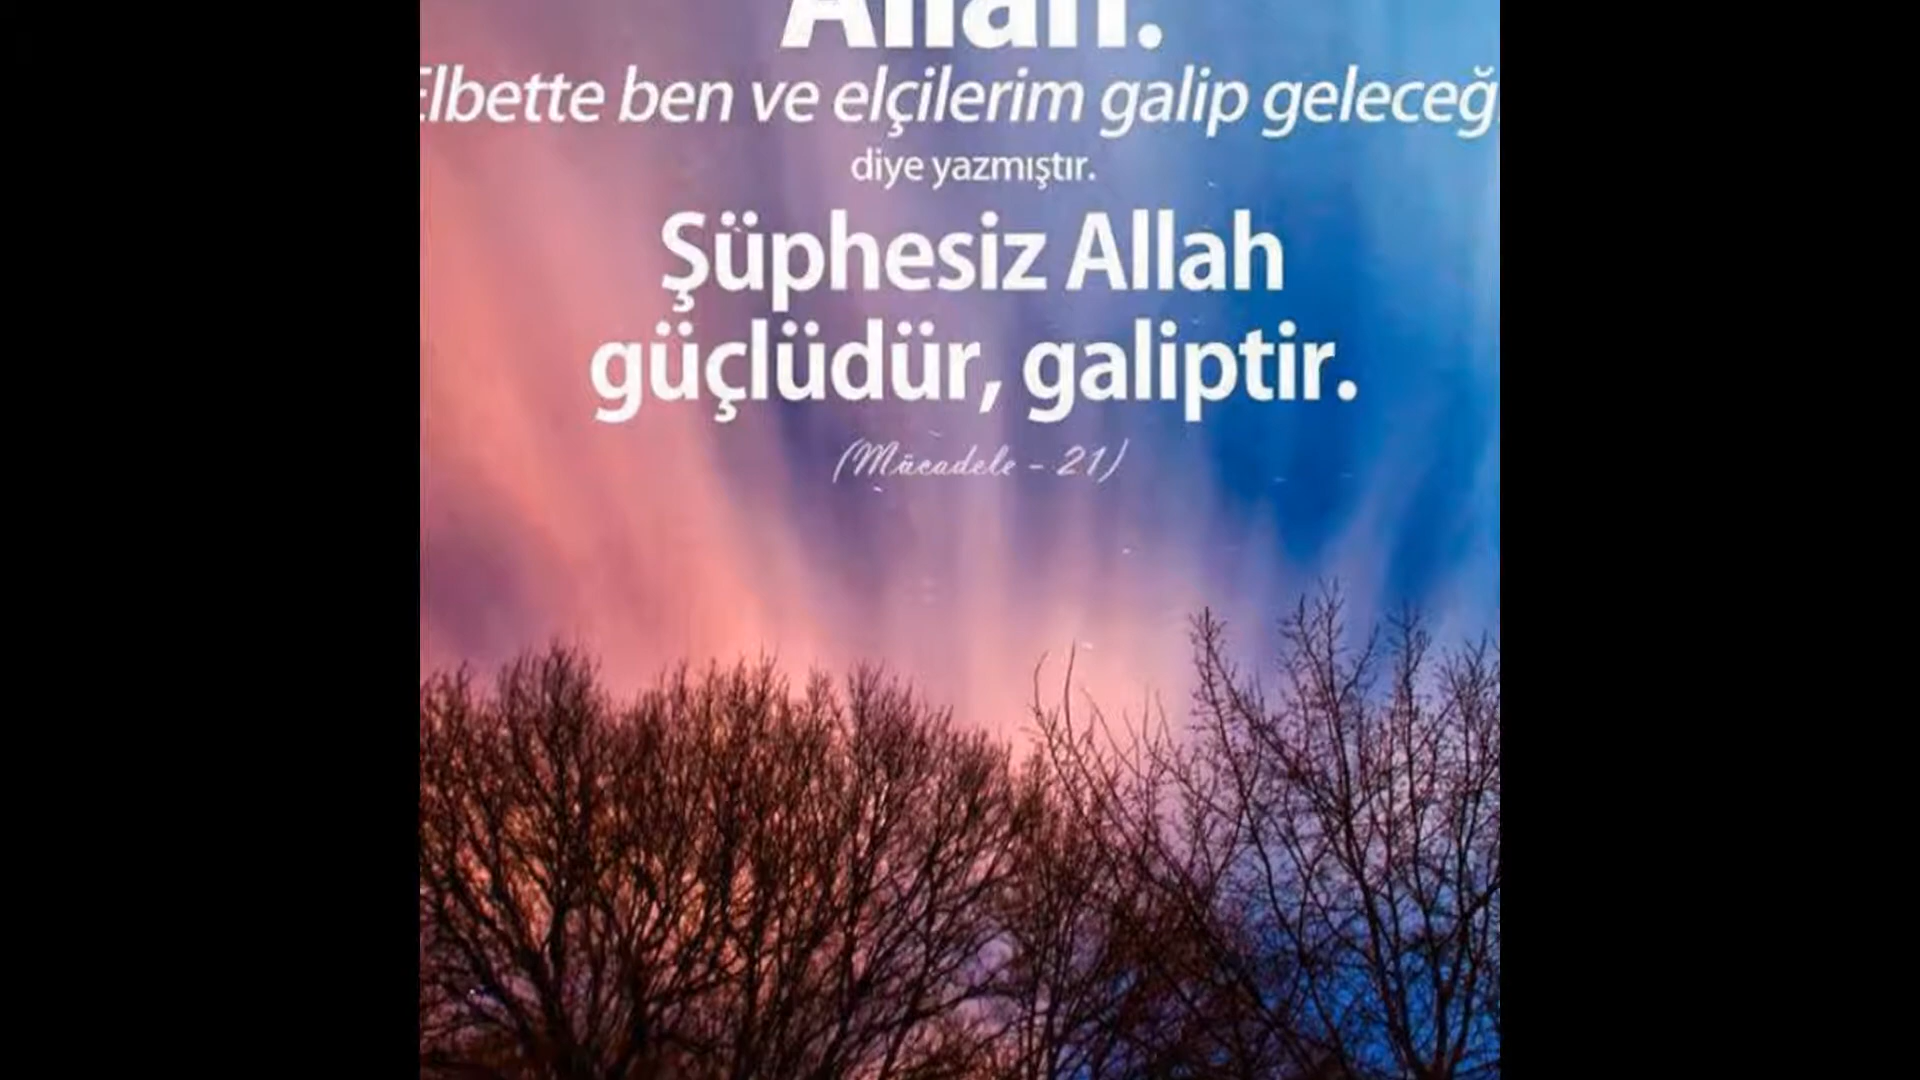 Allah.
Elbette ben ve elçilerim galip geleceğ
diye yazmıştır.
Şüphesiz Allah
güçlüdür, galiptir.
(Mücadele - 21)